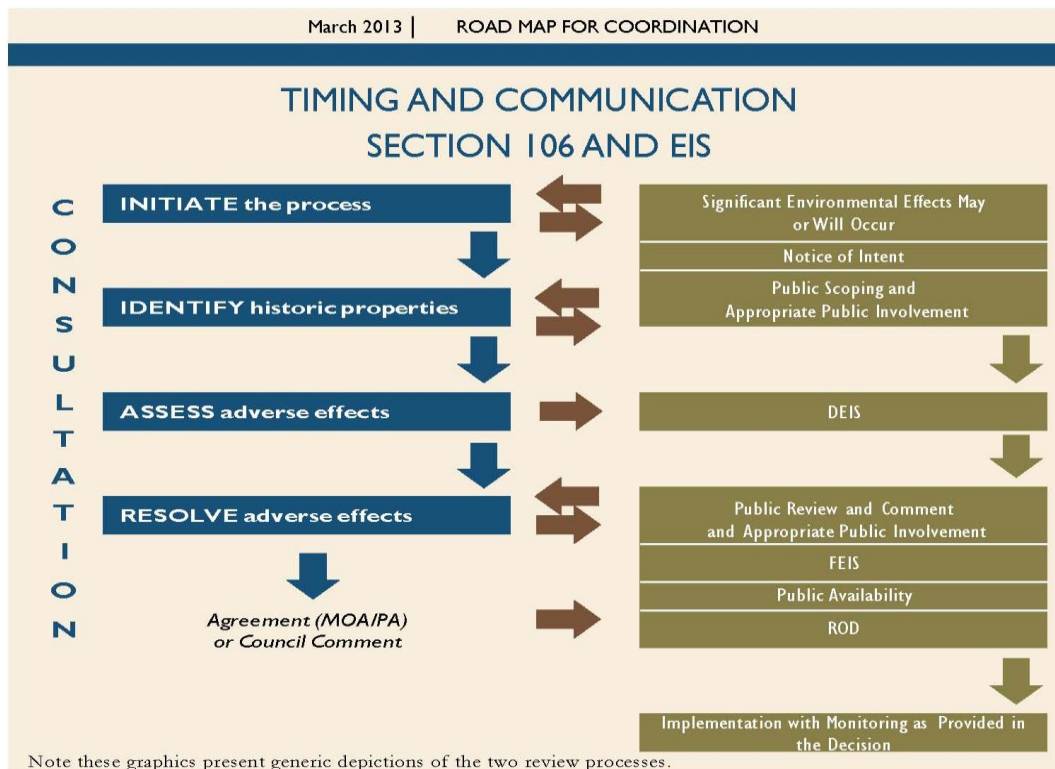 March 2013 | ROAD MAP FOR COORDINATION
TIMING AND COMMUNICATION
SECTION 106 AND EIS
CONSULTATION
INITIATE the process
IDENTIFY historic properties
ASSESS adverse effects
RESOLVE adverse effects
Agreement (MOA/PA)
or Council Comment
Significant Environmental Effects May
or Will Occur
Notice of Intent
Public Scoping and
Appropriate Public Involvement
DEIS
Public Review and Comment
and Appropriate Public Involvement
FEIS
Public Availability
ROD
Implementation with Monitoring as Provided in
the Decision
Note these graphics present generic depictions of the two review processes.